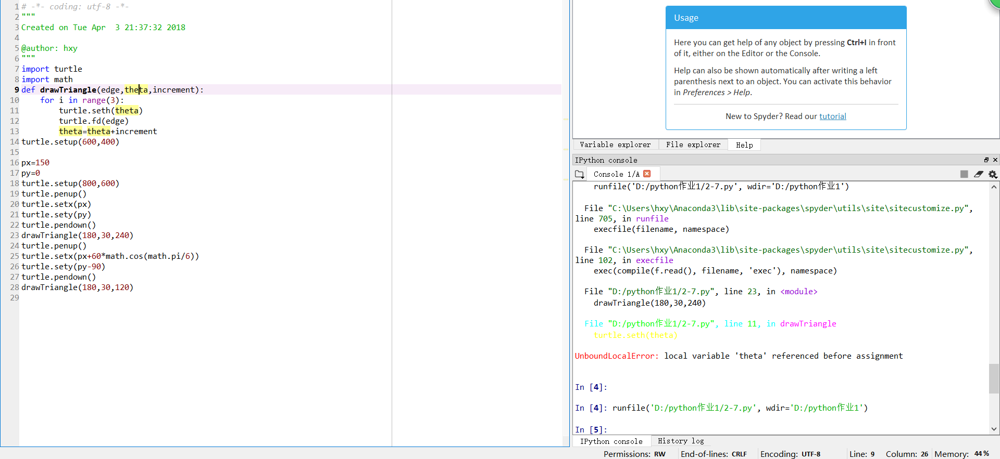 1 # -*- coding: utf-8 -*-
2 """
3 Created on Tue Apr  3 21:37:32 2018
4
5 @author: hxy
6 """
7 import turtle
8 import math
9 def drawTriangle(edge,theta,increment):
10     for i in range(3):
11         turtle.seth(theta)
12         turtle.fd(edge)
13         theta=theta+increment
14 turtle.setup(600,400)
15
16 px=150
17 py=0
18 turtle.setup(800,600)
19 turtle.penup()
20 turtle.setx(px)
21 turtle.sety(py)
22 turtle.pendown()
23 drawTriangle(180,30,240)
24 turtle.penup()
25 turtle.setx(px+60*math.cos(math.pi/6))
26 turtle.sety(py-90)
27 turtle.pendown()
28 drawTriangle(180,30,120)
29
Usage
Here you can get help of any object by pressing Ctrl+I in front
of it, either on the Editor or the Console.
Help can also be shown automatically after writing a left
parenthesis next to an object. You can activate this behavior
in Preferences > Help.
New to Spyder? Read our tutorial
Variable explorer File explorer Help
IPython console
Console 1/A
runfile('D:/python作业1/2-7.py', wdir='D:/python作业1')
File "C:\Users\hxy\Anaconda3\lib\site-packages\spyder\utils\site\sitecustomize.py",
line 705, in runfile
execfile(filename, namespace)
File "C:\Users\hxy\Anaconda3\lib\site-packages\spyder\utils\site\sitecustomize.py",
line 102, in execfile
exec(compile(f.read(), filename, 'exec'), namespace)
File "D:/python作业1/2-7.py", line 23, in <module>
drawTriangle(180,30,240)
File "D:/python作业1/2-7.py", line 11, in drawTriangle
turtle.seth(theta)
UnboundLocalError: local variable 'theta' referenced before assignment
In [4]:
In [4]: runfile('D:/python作业1/2-7.py', wdir='D:/python作业1')
In [5]:
IPython console History log
Permissions: RW End-of-lines: CRLF Encoding: UTF-8 Line: 9 Column: 26 Memory: 44 %